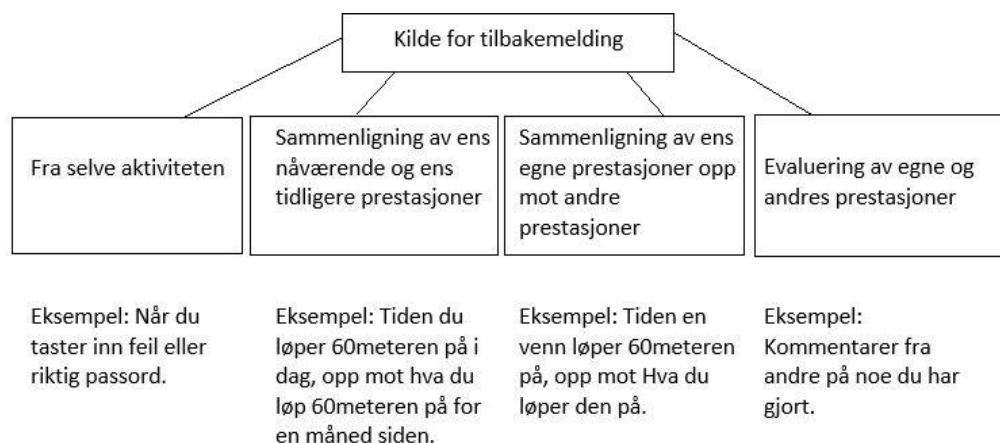 Kilde for tilbakemelding
Fra selve aktiviteten
Sammenligning av ens
nåværende og ens
tidligere prestasjoner
Sammenligning av ens
egne prestasjoner opp
mot andre
prestasjoner
Evaluering av egne og
andres prestasjoner
Eksempel: Når du
taster inn feil eller
riktig passord.
Eksempel: Tiden du
løper 60meteren på i
dag, opp mot hva du
løp 60meteren på for
en måned siden.
Eksempel: Tiden en
venn løper 60meteren
på, opp mot Hva du
løper den på.
Eksempel:
Kommentarer fra
andre på noe du har
gjort.